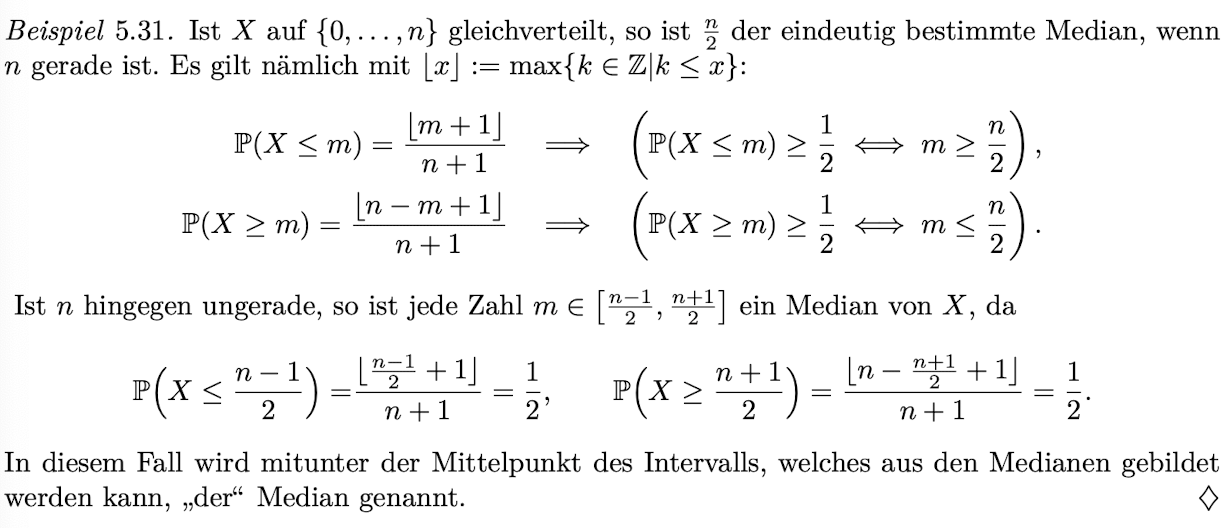 Beispiel 5.31. Ist X auf {0, . . . , n} gleichverteilt, so ist n/2 der eindeutig bestimmte Median, wenn
n gerade ist. Es gilt nämlich mit ⌊x⌋ := max{k ∈ ℤ|k ≤ x}:
ℙ(X ≤ m) = ⌊m + 1⌋/(n + 1) ⟹ (ℙ(X ≤ m) ≥ 1/2 ⟺ m ≥ n/2),
ℙ(X ≥ m) = ⌊n − m + 1⌋/(n + 1) ⟹ (ℙ(X ≥ m) ≥ 1/2 ⟺ m ≤ n/2).
Ist n hingegen ungerade, so ist jede Zahl m ∈ [(n−1)/2, (n+1)/2] ein Median von X, da
ℙ(X ≤ (n − 1)/2) = ⌊(n−1)/2 + 1⌋/(n + 1) = 1/2, ℙ(X ≥ (n + 1)/2) = ⌊n − (n+1)/2 + 1⌋/(n + 1) = 1/2.
In diesem Fall wird mitunter der Mittelpunkt des Intervalls, welches aus den Medianen gebildet
werden kann, „der“ Median genannt. ♢